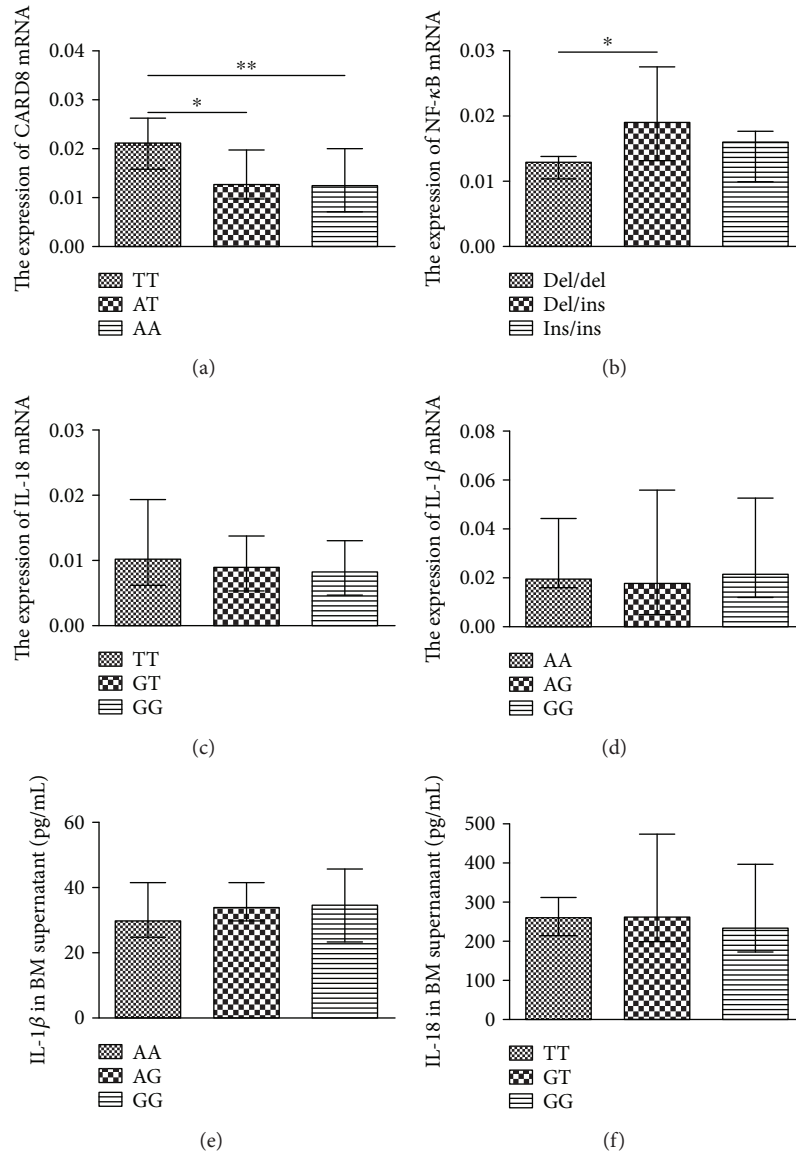 The expression of CARD8 mRNA
0.04
0.03
0.02
0.01
0.00
**
*
TT
AT
AA
(a)
The expression of NF-κB mRNA
0.03
0.02
0.01
0.00
*
Del/del
Del/ins
Ins/ins
(b)
The expression of IL-18 mRNA
0.03
0.02
0.01
0.00
TT
GT
GG
(c)
The expression of IL-1β mRNA
0.08
0.06
0.04
0.02
0.00
AA
AG
GG
(d)
IL-1β in BM supernatant (pg/mL)
60
40
20
0
AA
AG
GG
(e)
IL-18 in BM supernanant (pg/mL)
500
400
300
200
100
0
TT
GT
GG
(f)